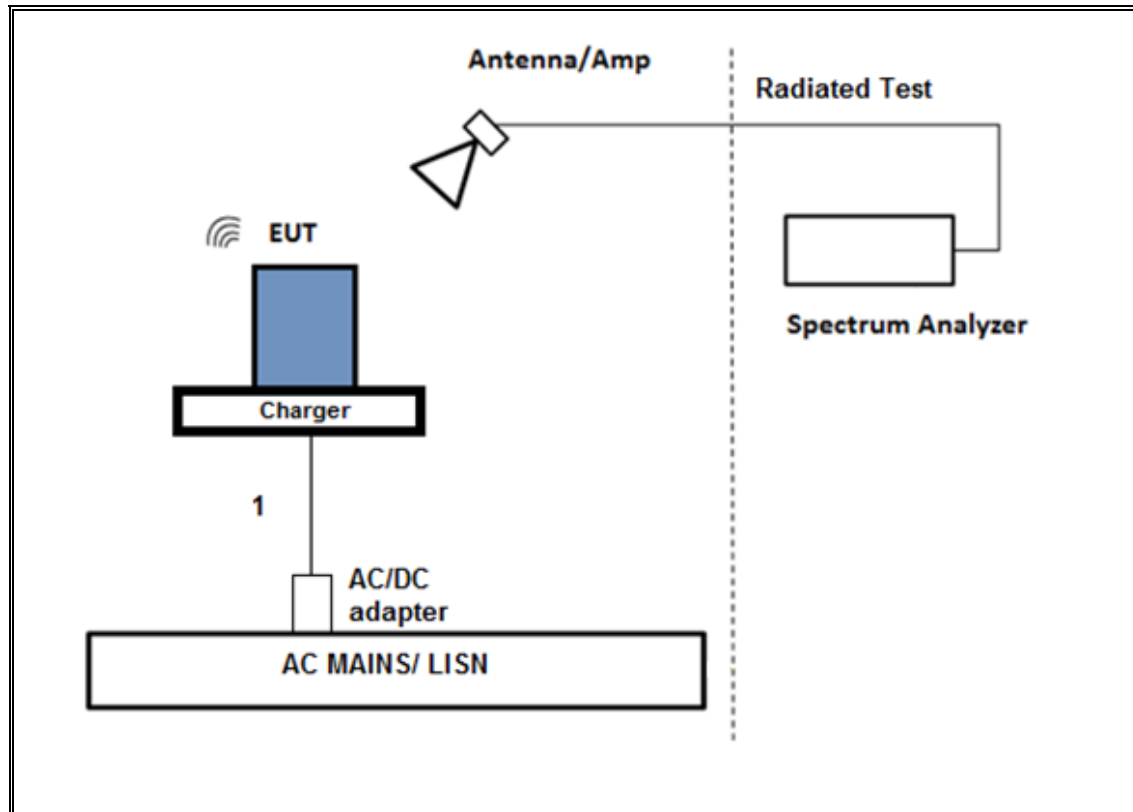 Antenna/Amp
Radiated Test
EUT
Spectrum Analyzer
Charger
1
AC/DC
adapter
AC MAINS/ LISN